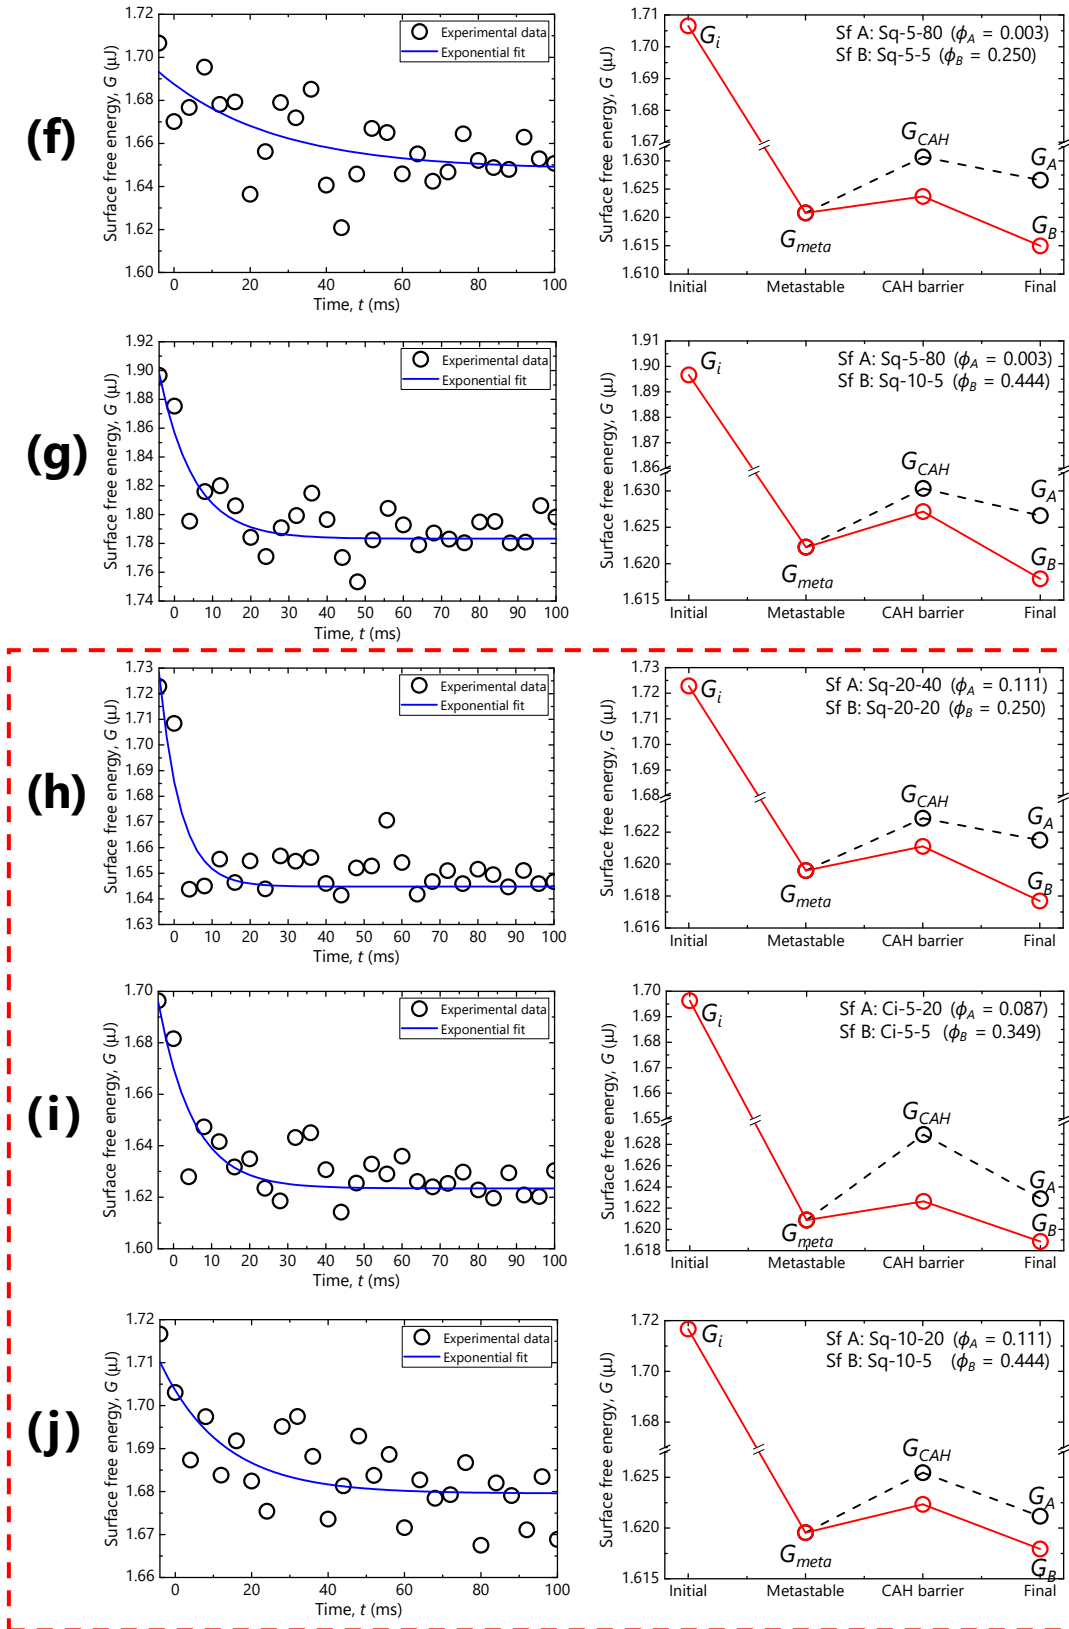 (f)
Surface free energy, G (μJ)
1.72
1.70
1.68
1.66
1.64
1.62
1.60
0 20 40 60 80 100
Time, t (ms)
Experimental data
Exponential fit
Surface free energy, G (μJ)
1.71
1.70
1.69
1.68
1.67
1.630
1.625
1.620
1.615
1.610
Initial Metastable CAH barrier Final
Sf A: Sq-5-80 (ϕA = 0.003)
Sf B: Sq-5-5 (ϕB = 0.250)
Gi
Gmeta
GCAH
GA
GB
(g)
Surface free energy, G (μJ)
1.92
1.90
1.88
1.86
1.84
1.82
1.80
1.78
1.76
1.74
0 10 20 30 40 50 60 70 80 90 100
Time, t (ms)
Experimental data
Exponential fit
Surface free energy, G (μJ)
1.91
1.90
1.89
1.88
1.87
1.86
1.630
1.625
1.620
1.615
Initial Metastable CAH barrier Final
Sf A: Sq-5-80 (ϕA = 0.003)
Sf B: Sq-10-5 (ϕB = 0.444)
Gi
Gmeta
GCAH
GA
GB
(h)
Surface free energy, G (μJ)
1.73
1.72
1.71
1.70
1.69
1.68
1.67
1.66
1.65
1.64
1.63
0 10 20 30 40 50 60 70 80 90 100
Time, t (ms)
Experimental data
Exponential fit
Surface free energy, G (μJ)
1.73
1.72
1.71
1.70
1.69
1.68
1.622
1.620
1.618
1.616
Initial Metastable CAH barrier Final
Sf A: Sq-20-40 (ϕA = 0.111)
Sf B: Sq-20-20 (ϕB = 0.250)
Gi
Gmeta
GCAH
GA
GB
(i)
Surface free energy, G (μJ)
1.70
1.68
1.66
1.64
1.62
1.60
0 10 20 30 40 50 60 70 80 90 100
Time, t (ms)
Experimental data
Exponential fit
Surface free energy, G (μJ)
1.70
1.69
1.68
1.67
1.66
1.65
1.628
1.626
1.624
1.622
1.620
1.618
Initial Metastable CAH barrier Final
Sf A: Ci-5-20 (ϕA = 0.087)
Sf B: Ci-5-5 (ϕB = 0.349)
Gi
Gmeta
GCAH
GA
GB
(j)
Surface free energy, G (μJ)
1.72
1.71
1.70
1.69
1.68
1.67
1.66
0 20 40 60 80 100
Time, t (ms)
Experimental data
Exponential fit
Surface free energy, G (μJ)
1.72
1.70
1.68
1.625
1.620
1.615
Initial Metastable CAH barrier Final
Sf A: Sq-10-20 (ϕA = 0.111)
Sf B: Sq-10-5 (ϕB = 0.444)
Gi
Gmeta
GCAH
GA
GB